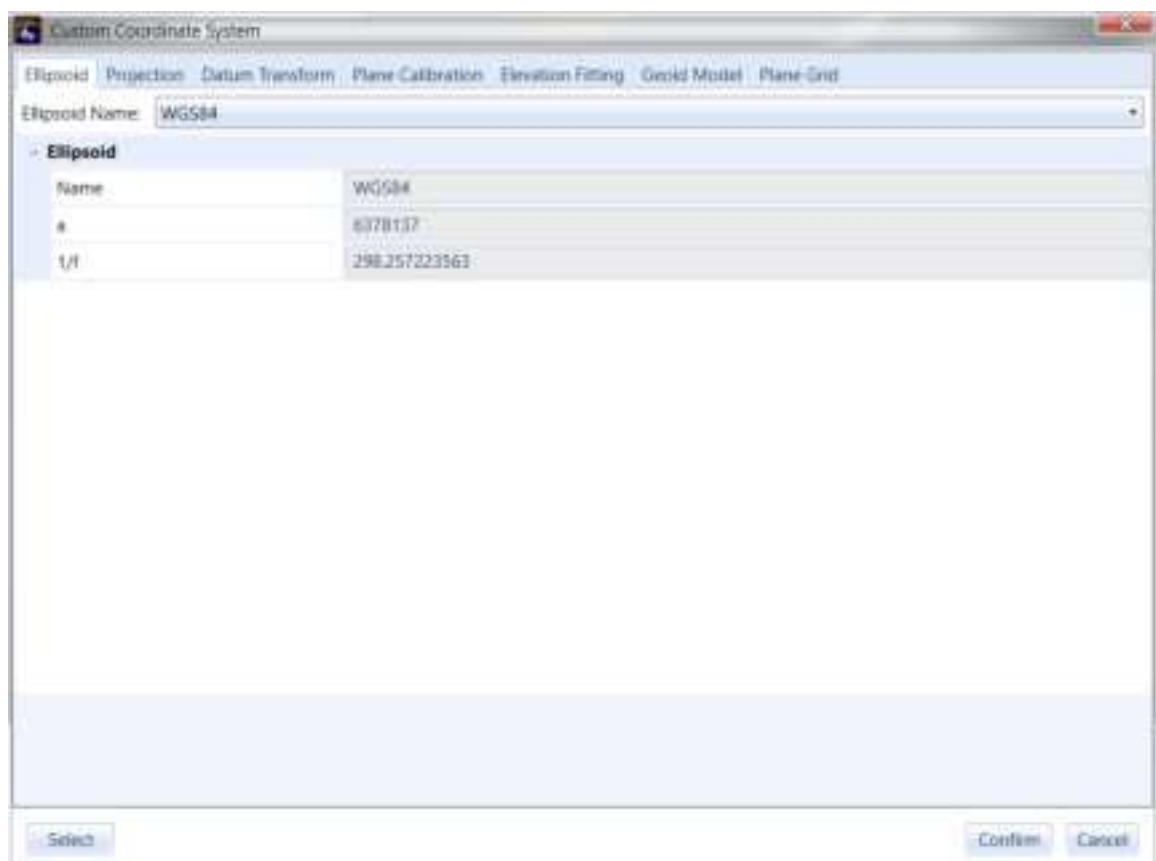 Custom Coordinate System
Ellipsoid Projection Datum Transform Plane Calibration Elevation Fitting Geoid Model Plane Grid
Ellipsoid Name: WGS84
Ellipsoid
Name WGS84
a 6378137
1/f 298.257223563
Select Confirm Cancel